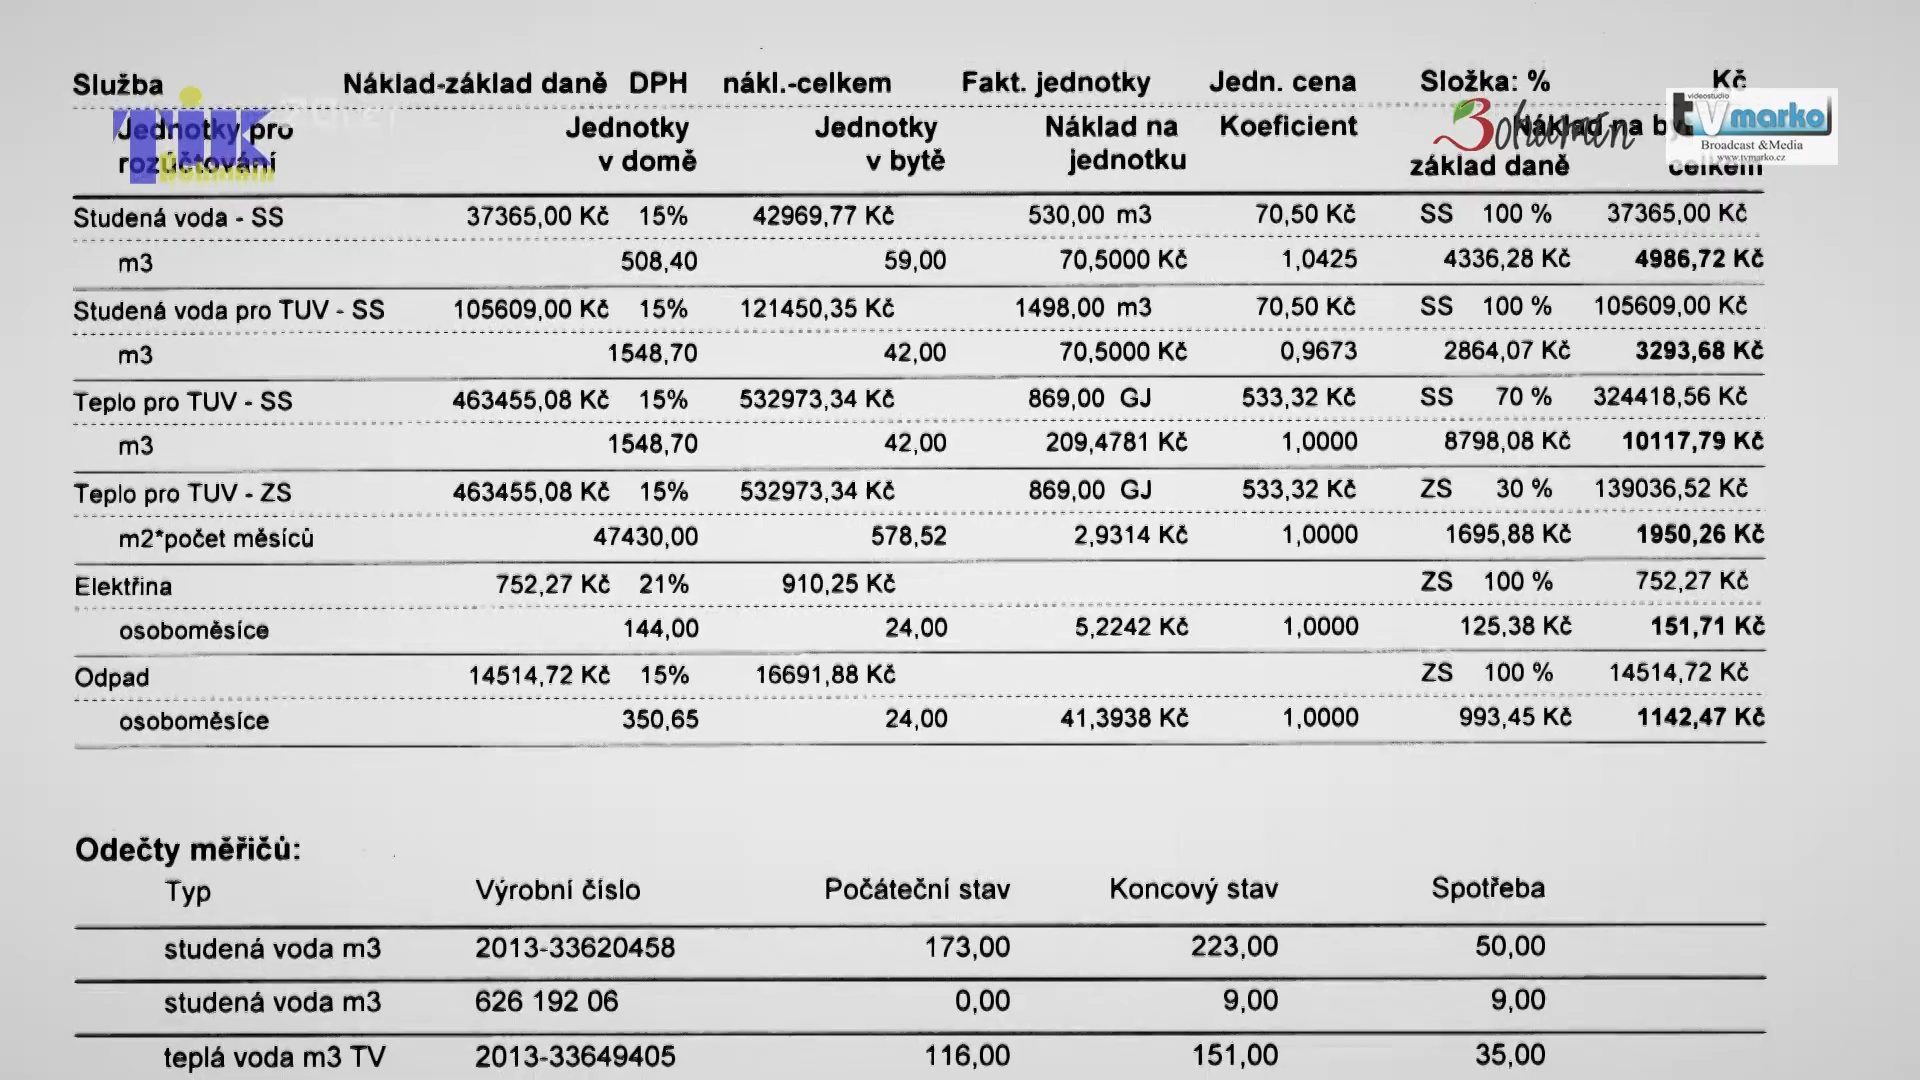 Služba Náklad-základ daně DPH nákl.-celkem Fakt. jednotky Jedn. cena Složka: % Kč
Jednotky pro rozúčtování Jednotky v domě Jednotky v bytě Náklad na jednotku Koeficient základ daně celkem
TIK
Bohumín
Bohumín
videostudio
tvmarko
Broadcast &Media
www.tvmarko.cz
Studená voda - SS 37365,00 Kč 15% 42969,77 Kč 530,00 m3 70,50 Kč SS 100 % 37365,00 Kč
m3 508,40 59,00 70,5000 Kč 1,0425 4336,28 Kč 4986,72 Kč
Studená voda pro TUV - SS 105609,00 Kč 15% 121450,35 Kč 1498,00 m3 70,50 Kč SS 100 % 105609,00 Kč
m3 1548,70 42,00 70,5000 Kč 0,9673 2864,07 Kč 3293,68 Kč
Teplo pro TUV - SS 463455,08 Kč 15% 532973,34 Kč 869,00 GJ 533,32 Kč SS 70 % 324418,56 Kč
m3 1548,70 42,00 209,4781 Kč 1,0000 8798,08 Kč 10117,79 Kč
Teplo pro TUV - ZS 463455,08 Kč 15% 532973,34 Kč 869,00 GJ 533,32 Kč ZS 30 % 139036,52 Kč
m2*počet měsíců 47430,00 578,52 2,9314 Kč 1,0000 1695,88 Kč 1950,26 Kč
Elektřina 752,27 Kč 21% 910,25 Kč ZS 100 % 752,27 Kč
osoboměsíce 144,00 24,00 5,2242 Kč 1,0000 125,38 Kč 151,71 Kč
Odpad 14514,72 Kč 15% 16691,88 Kč ZS 100 % 14514,72 Kč
osoboměsíce 350,65 24,00 41,3938 Kč 1,0000 993,45 Kč 1142,47 Kč
Odečty měřičů:
Typ Výrobní číslo Počáteční stav Koncový stav Spotřeba
studená voda m3 2013-33620458 173,00 223,00 50,00
studená voda m3 626 192 06 0,00 9,00 9,00
teplá voda m3 TV 2013-33649405 116,00 151,00 35,00